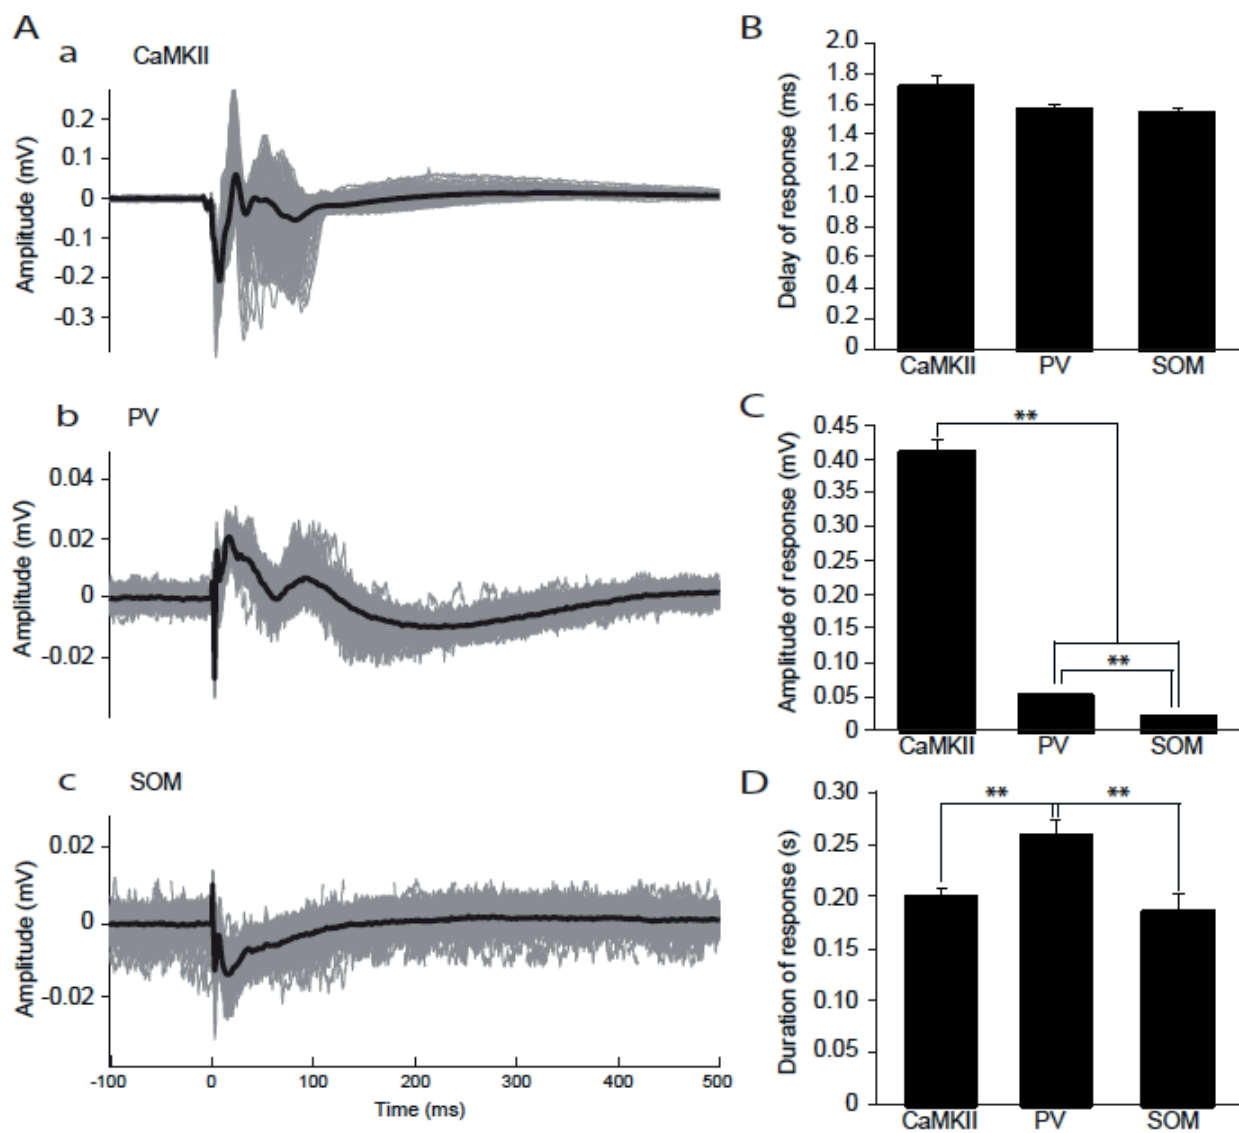 A
a CaMKII
Amplitude (mV)
0.2
0.1
0
-0.1
-0.2
-0.3
b PV
Amplitude (mV)
0.04
0.02
0
-0.02
c SOM
Amplitude (mV)
0.02
0
-0.02
-100 0 100 200 300 400 500
Time (ms)
B
Delay of response (ms)
2.0
1.8
1.6
1.4
1.2
1.0
0.8
0.6
0.4
0.2
0
CaMKII PV SOM
C
Amplitude of response (mV)
0.45
0.40
0.35
0.30
0.25
0.20
0.15
0.10
0.05
0
**
**
CaMKII PV SOM
D
Duration of response (s)
0.30
0.25
0.20
0.15
0.10
0.05
0
** **
CaMKII PV SOM